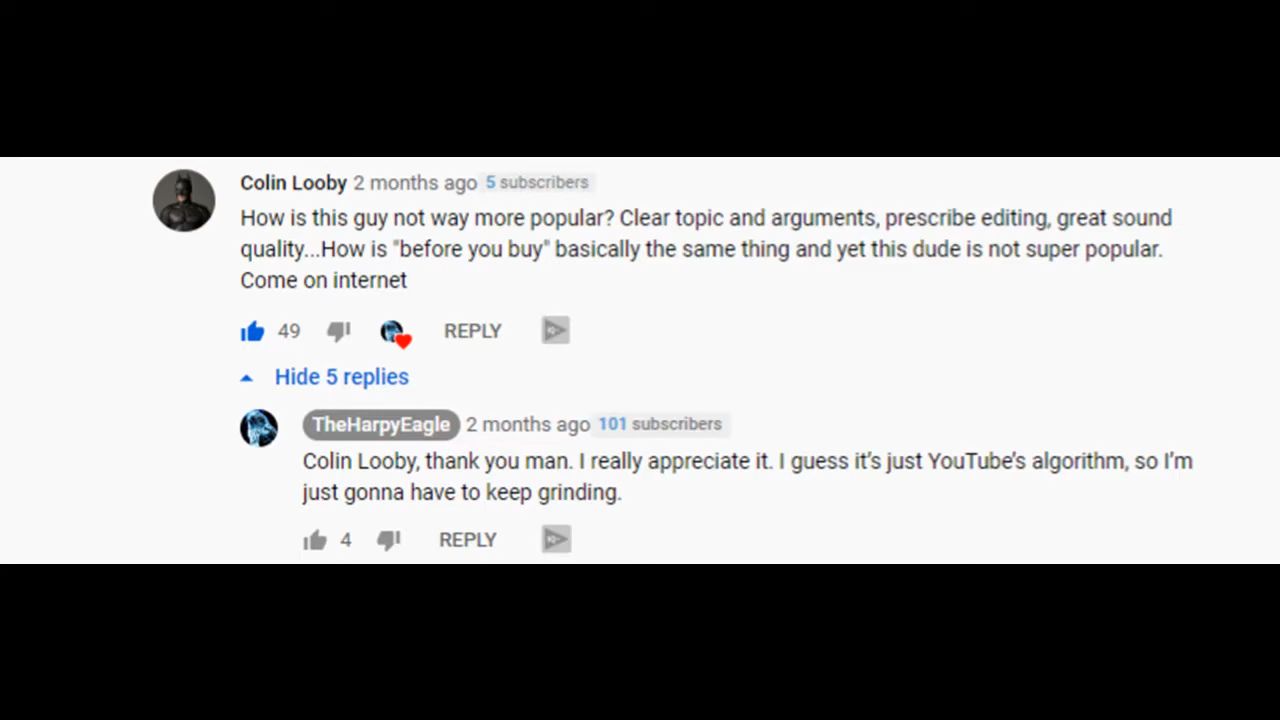 Colin Looby 2 months ago 5 subscribers
How is this guy not way more popular? Clear topic and arguments, prescribe editing, great sound
quality...How is "before you buy" basically the same thing and yet this dude is not super popular.
Come on internet
49 REPLY
Hide 5 replies
TheHarpyEagle 2 months ago 101 subscribers
Colin Looby, thank you man. I really appreciate it. I guess it’s just YouTube’s algorithm, so I’m
just gonna have to keep grinding.
4 REPLY